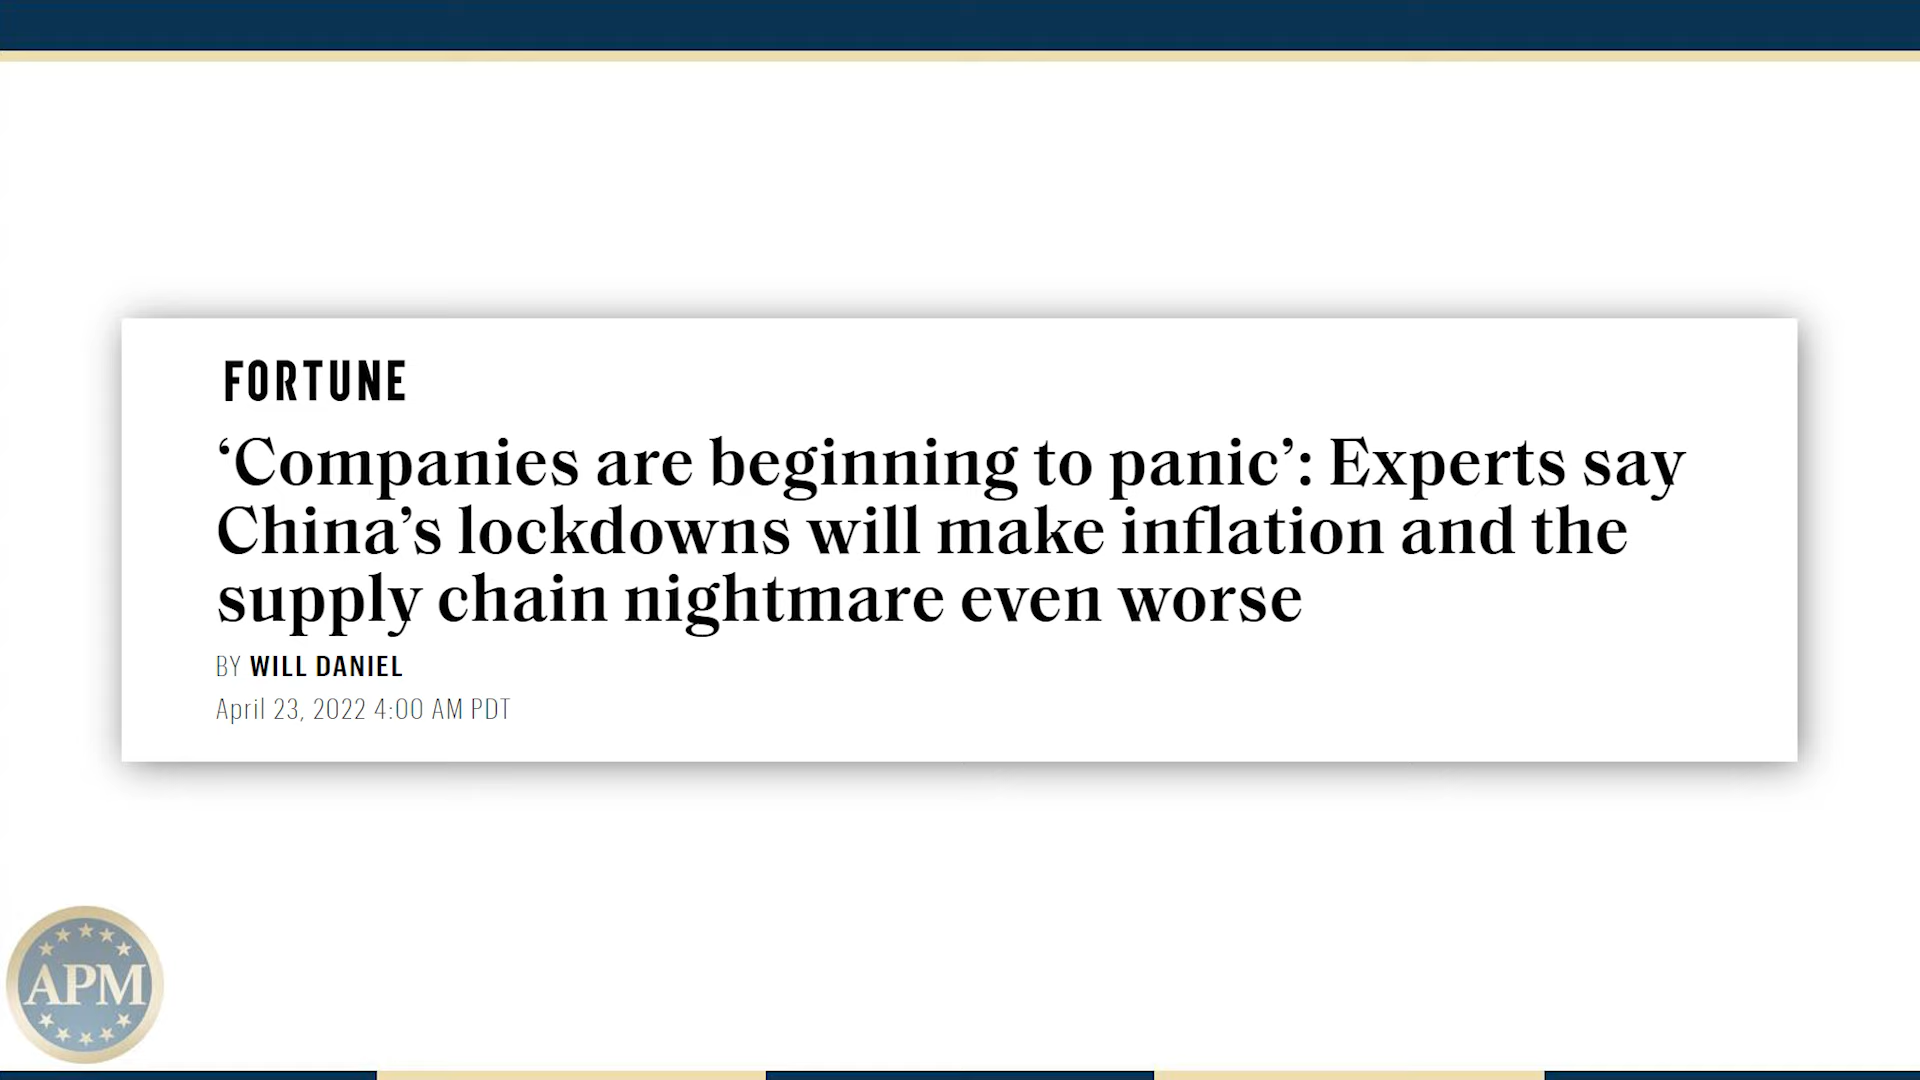 FORTUNE
‘Companies are beginning to panic’: Experts say
China’s lockdowns will make inflation and the
supply chain nightmare even worse
BY WILL DANIEL
April 23, 2022 4:00 AM PDT
APM